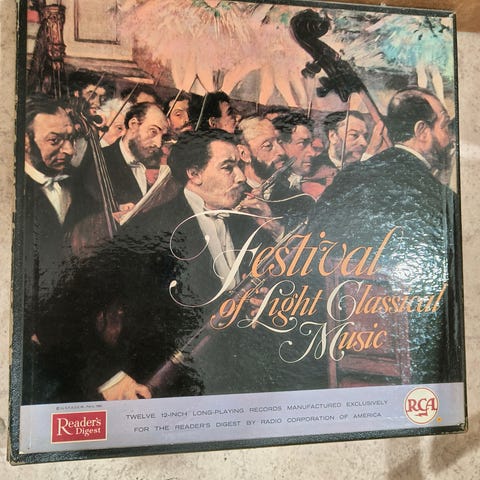 Festival
of Light Classical
Music
TWELVE 12-INCH LONG-PLAYING RECORDS MANUFACTURED EXCLUSIVELY
FOR THE READER'S DIGEST BY RADIO CORPORATION OF AMERICA
Reader's
Digest
RCA